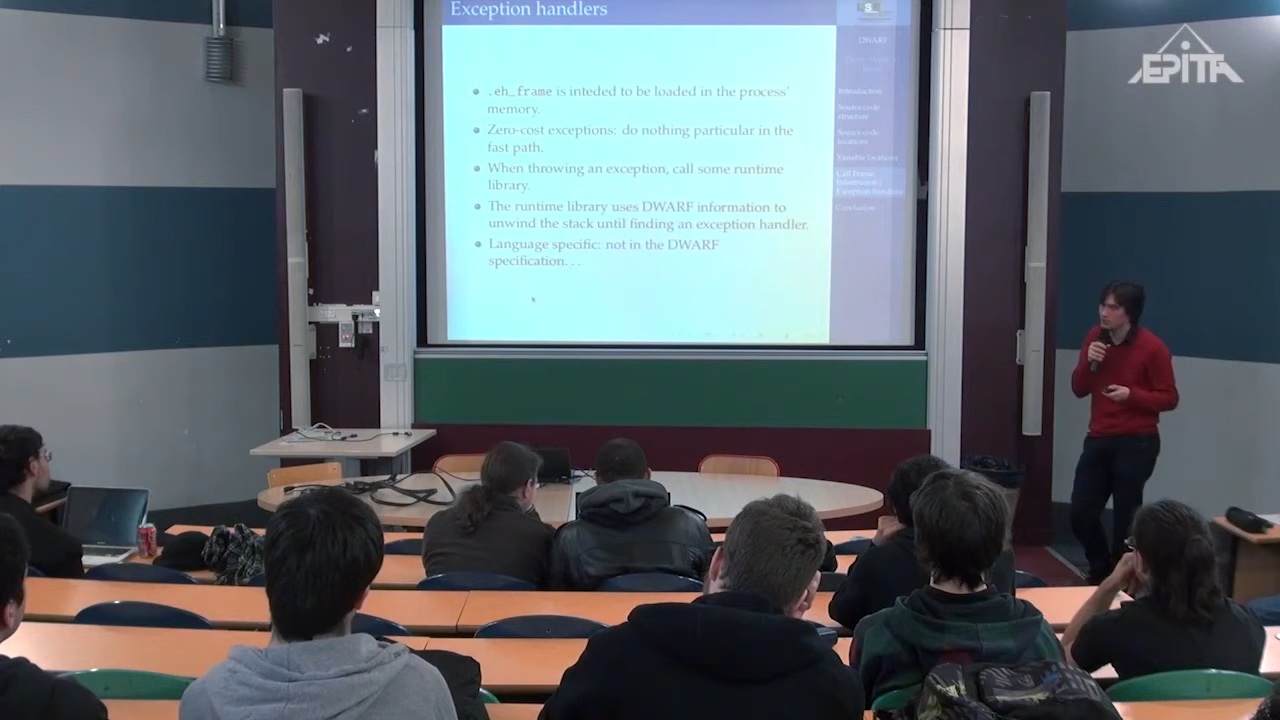 Exception handlers
.eh_frame is inteded to be loaded in the process'
memory.
Zero-cost exceptions: do nothing particular in the
fast path.
When throwing an exception, call some runtime
library.
The runtime library uses DWARF information to
unwind the stack until finding an exception handler.
Language specific: not in the DWARF
specification...
DWARF
Introduction
Source code
structure
Source code
locations
Variable locations
Call Frame
Information /
Exception handlers
Conclusion
EPITA